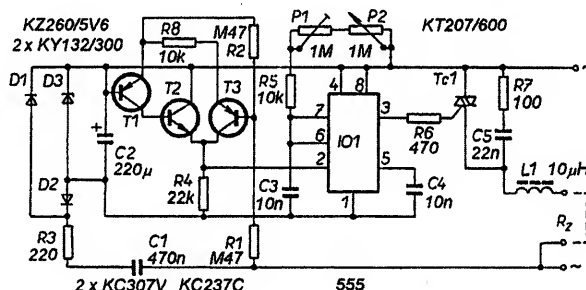 KZ260/5V6
2 x KY132/300
R8
10k
M47
R2
P1
P2
1M
1M
KT207/600
D1
D3
T1
T2
T3
R5
10k
7
6
2
4
8
3
5
1
IO1
Tc1
R6
470
R7
100
C5
22n
+
C2
220µ
D2
R4
22k
C3
10n
C4
10n
L1
10µH
R3
220
C1
470n
R1
M47
Rz
~
~
2 x KC307V
KC237C
555